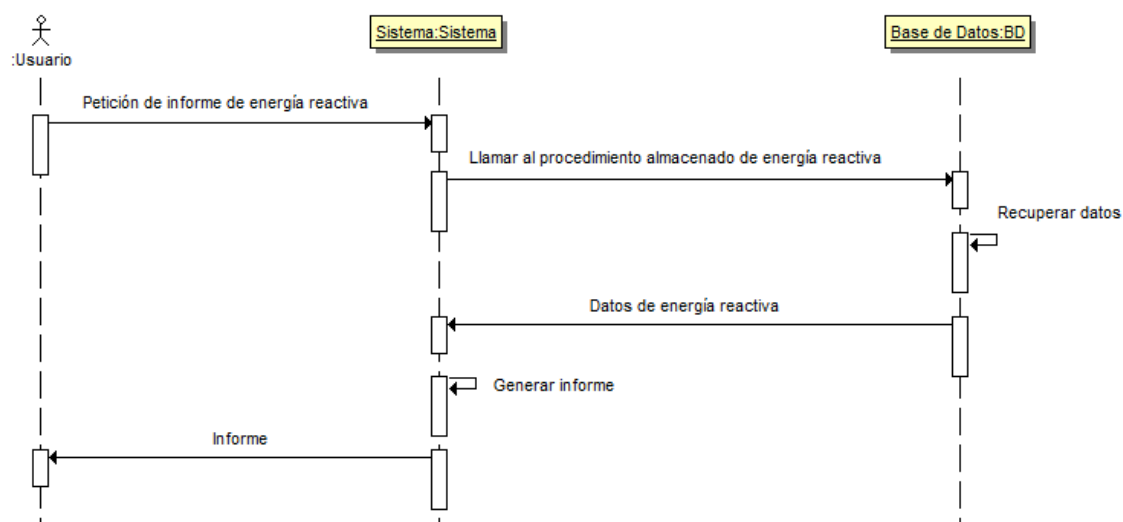 :Usuario
Sistema:Sistema
Base de Datos:BD
Petición de informe de energía reactiva
Llamar al procedimiento almacenado de energía reactiva
Recuperar datos
Datos de energía reactiva
Generar informe
Informe